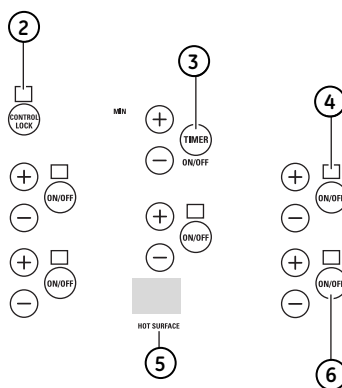 2
3
4
CONTROL
LOCK
MIN
+
TIMER
−
ON/OFF
+
ON/OFF
−
+
ON/OFF
−
+
ON/OFF
−
+
ON/OFF
−
+
ON/OFF
−
HOT SURFACE
5
6